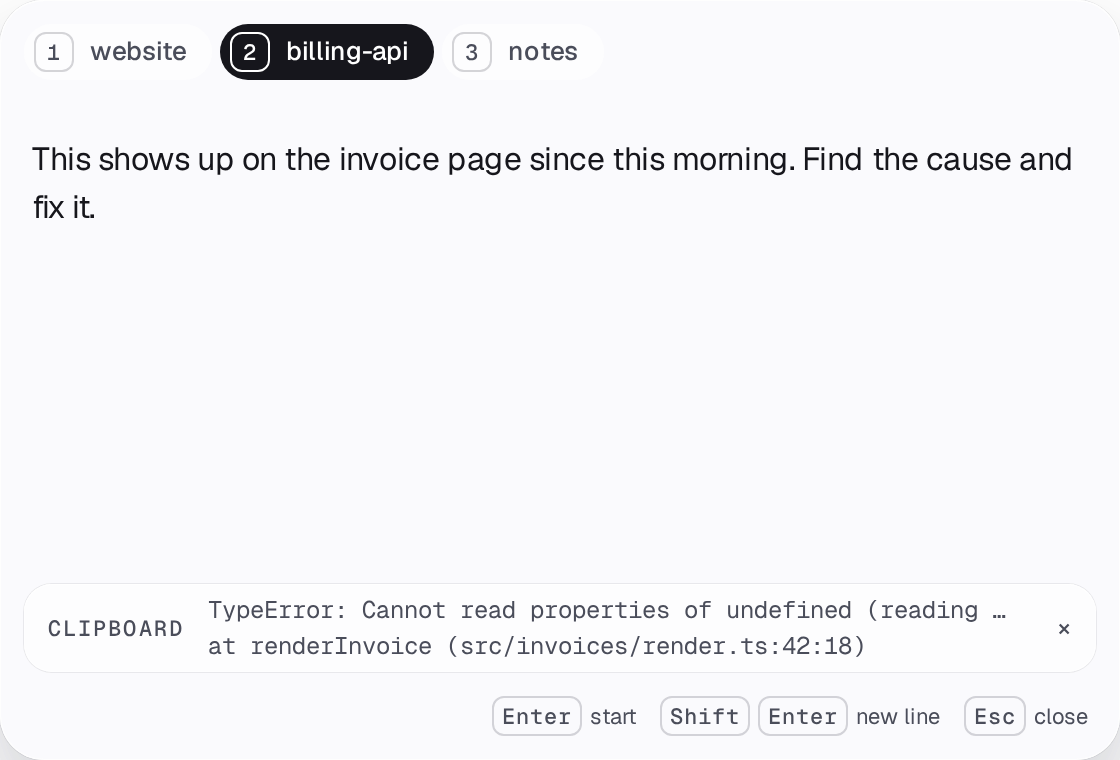 1 website 2 billing-api 3 notes
This shows up on the invoice page since this morning. Find the cause and
fix it.
CLIPBOARD
TypeError: Cannot read properties of undefined (reading …
at renderInvoice (src/invoices/render.ts:42:18)
×
Enter start Shift Enter new line Esc close